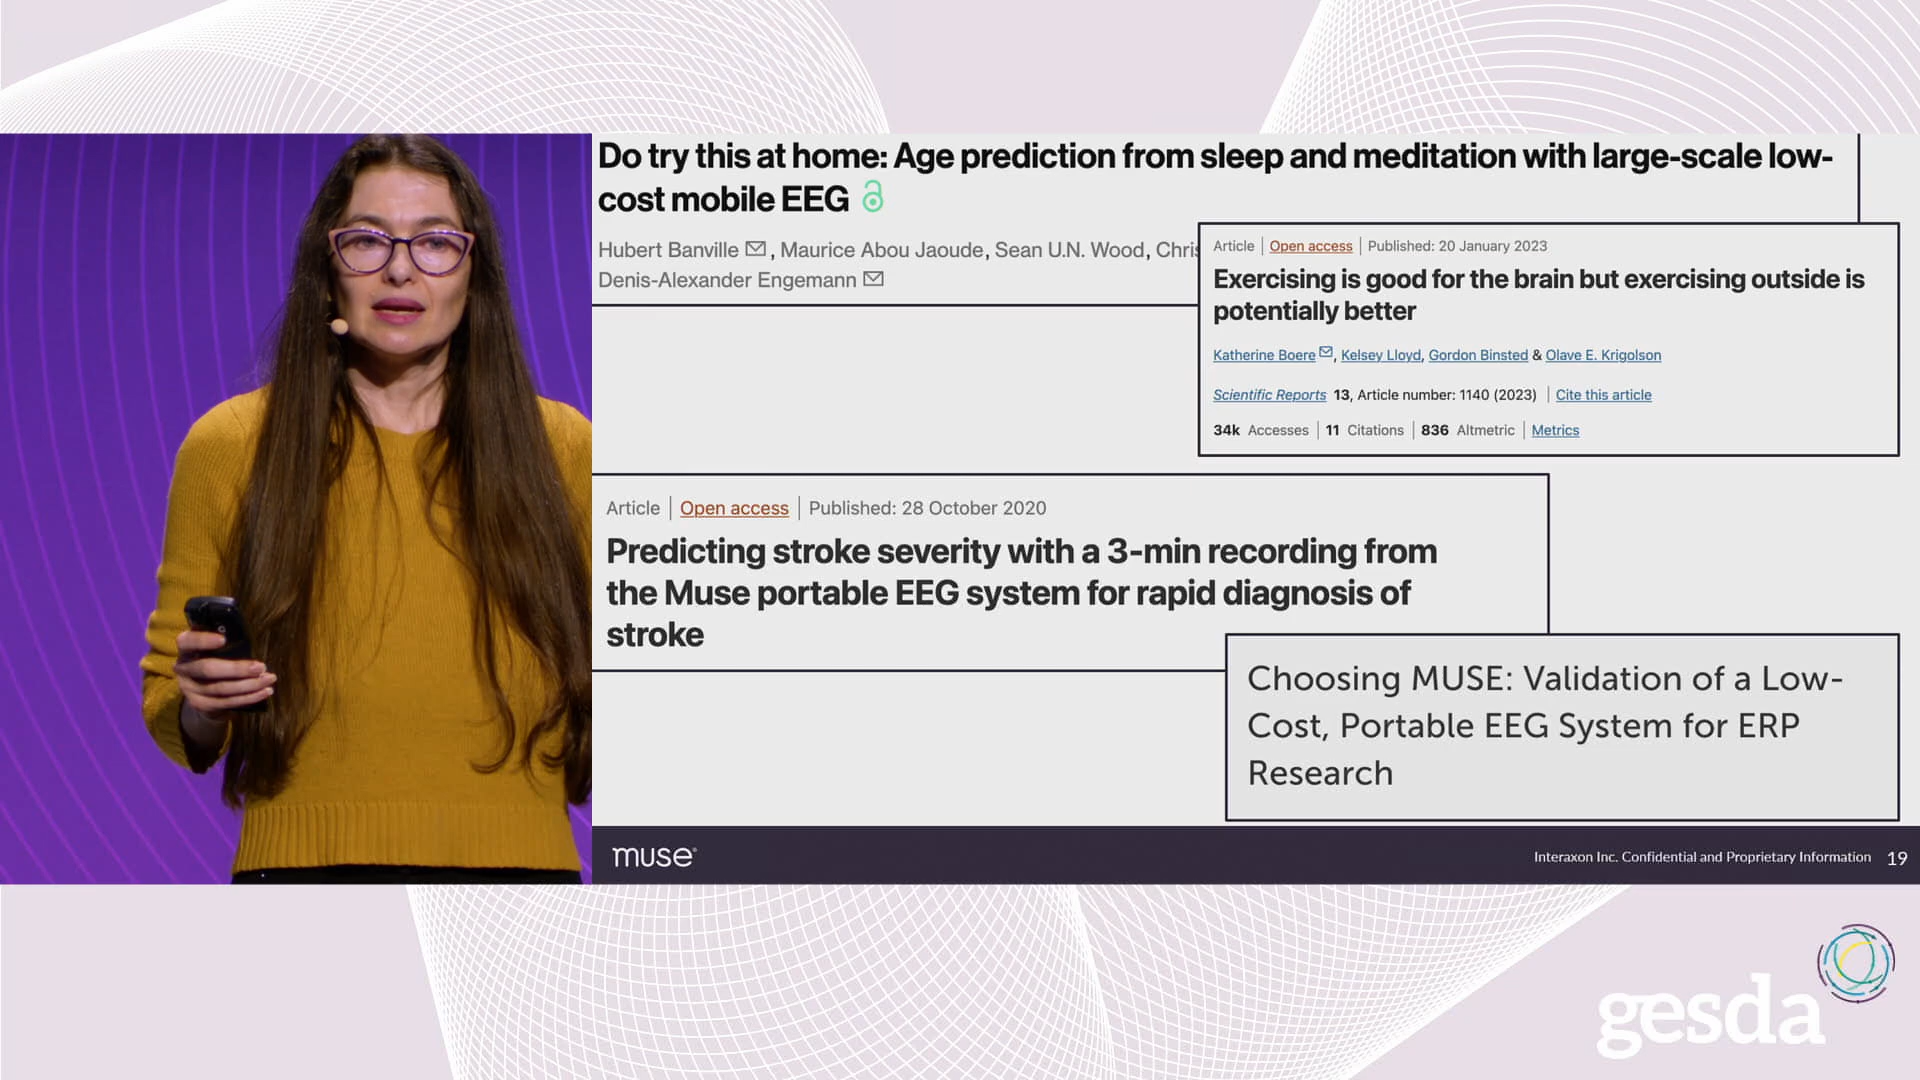 Do try this at home: Age prediction from sleep and meditation with large-scale low-
cost mobile EEG
Hubert Banville, Maurice Abou Jaoude, Sean U.N. Wood,
Denis-Alexander Engemann
Article | Open access | Published: 20 January 2023
Exercising is good for the brain but exercising outside is
potentially better
Katherine Boere, Kelsey Lloyd, Gordon Binsted & Olave E. Krigolson
Scientific Reports 13, Article number: 1140 (2023) | Cite this article
34k Accesses | 11 Citations | 836 Altmetric | Metrics
Article | Open access | Published: 28 October 2020
Predicting stroke severity with a 3-min recording from
the Muse portable EEG system for rapid diagnosis of
stroke
Choosing MUSE: Validation of a Low-
Cost, Portable EEG System for ERP
Research
muse
Interaxon Inc. Confidential and Proprietary Information 19
gesda